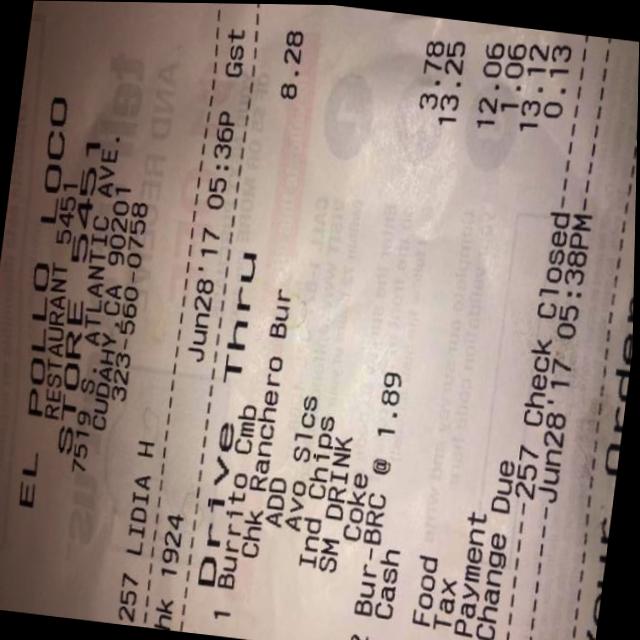 EL POLLO LOCO
RESTAURANT 5451
STORE 5451
7519 S. ATLANTIC AVE.
CUDAHY, CA 90201
323-560-0758
257 LIDIA H
hk 1924 Jun28'17 05:36P Gst
Drive Thru
1 Burrito Cmb 8.28
Chk Ranchero Bur
ADD
Avo Slcs
Ind Chips
SM DRINK
Coke
Bur-BRC @ 1.89 3.78
Cash 13.25
Food 12.06
Tax 1.06
Payment 13.12
Change Due 0.13
257 Check Closed
Jun28'17 05:38PM